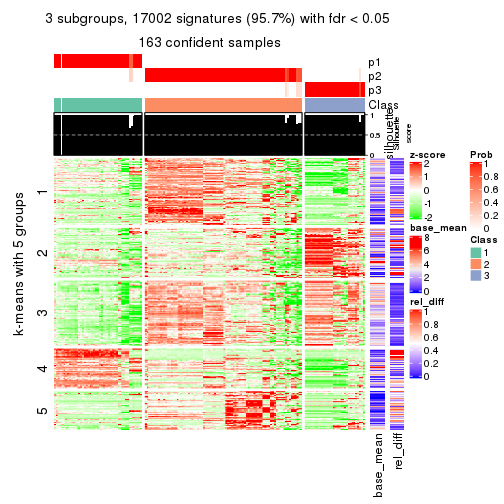 3 subgroups, 17002 signatures (95.7%) with fdr < 0.05
163 confident samples
p1
p2
p3
Class
1
0.5
0
silhouette
Silhouette
score
k-means with 5 groups
1
2
3
4
5
base_mean
rel_diff
z-score
2
1
0
-1
-2
base_mean
8
6
4
2
0
rel_diff
1
0.8
0.6
0.4
0.2
0
Prob
1
0.8
0.6
0.4
0.2
0
Class
1
2
3